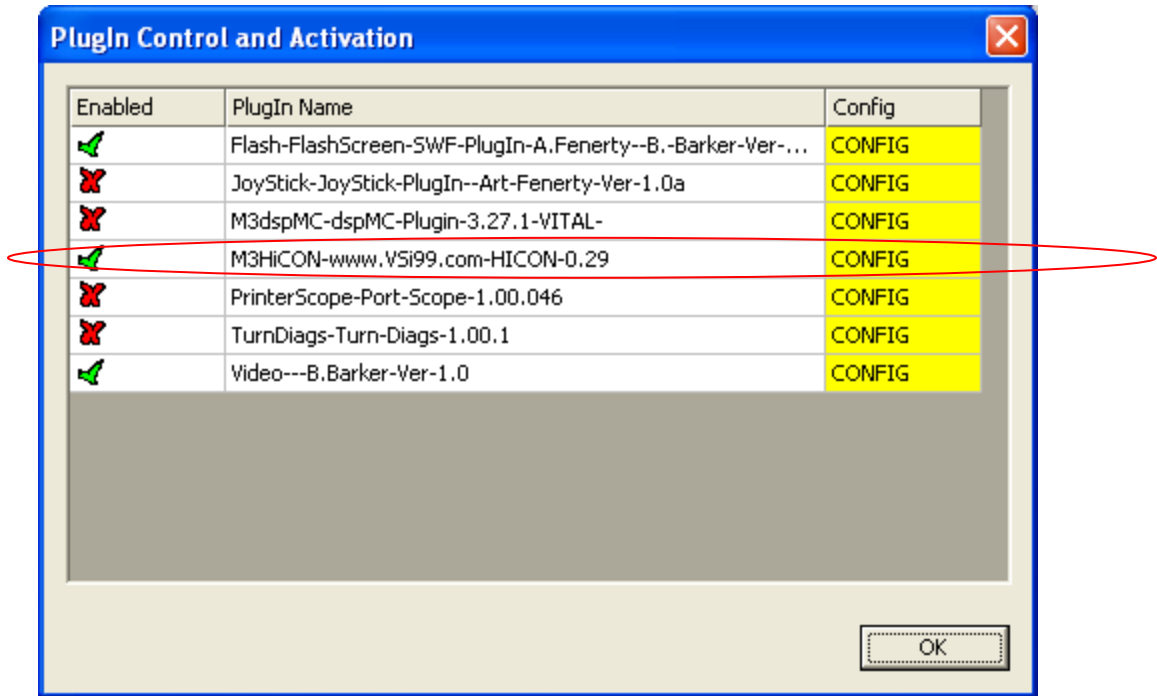 PlugIn Control and Activation
Enabled PlugIn Name Config
Flash-FlashScreen-SWF-PlugIn-A.Fenerty--B.-Barker-Ver-... CONFIG
JoyStick-JoyStick-PlugIn--Art-Fenerty-Ver-1.0a CONFIG
M3dspMC-dspMC-Plugin-3.27.1-VITAL- CONFIG
M3HiCON-www.VSi99.com-HICON-0.29 CONFIG
PrinterScope-Port-Scope-1.00.046 CONFIG
TurnDiags-Turn-Diags-1.00.1 CONFIG
Video---B.Barker-Ver-1.0 CONFIG
OK